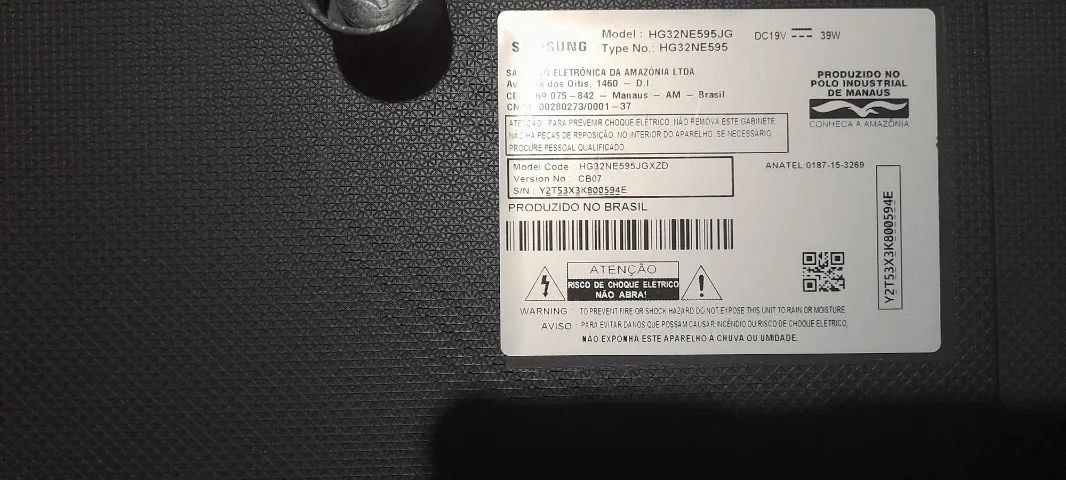 SAMSUNG
Model : HG32NE595JG
Type No.: HG32NE595
DC19V 39W
ELETRÔNICA DA AMAZÔNIA LTDA.
dos Oitis, 1460 - D.I.
69.075-842 - Manaus - AM - Brasil
00280273/0001-37
PRODUZIDO NO
POLO INDUSTRIAL
DE MANAUS
CONHEÇA A AMAZÔNIA
ATENÇÃO: PARA PREVENIR CHOQUE ELÉTRICO, NÃO REMOVA ESTE GABINETE
NÃO HÁ PEÇAS DE REPOSIÇÃO NO INTERIOR DO APARELHO. SE NECESSÁRIO,
PROCURE PESSOAL QUALIFICADO.
Model Code : HG32NE595JGXZD
Version No : CB07
S/N : Y2T53X3K800594E
ANATEL:0187-15-3269
PRODUZIDO NO BRASIL
Y2T53X3K800594E
ATENÇÃO
RISCO DE CHOQUE ELÉTRICO
NÃO ABRA!
WARNING : TO PREVENT FIRE OR SHOCK HAZARD.DO NOT EXPOSE THIS UNIT TO RAIN OR MOISTURE
AVISO : PARA EVITAR DANOS QUE POSSAM CAUSAR INCÊNDIO OU RISCO DE CHOQUE ELÉTRICO,
NÃO EXPONHA ESTE APARELHO A CHUVA OU UMIDADE.